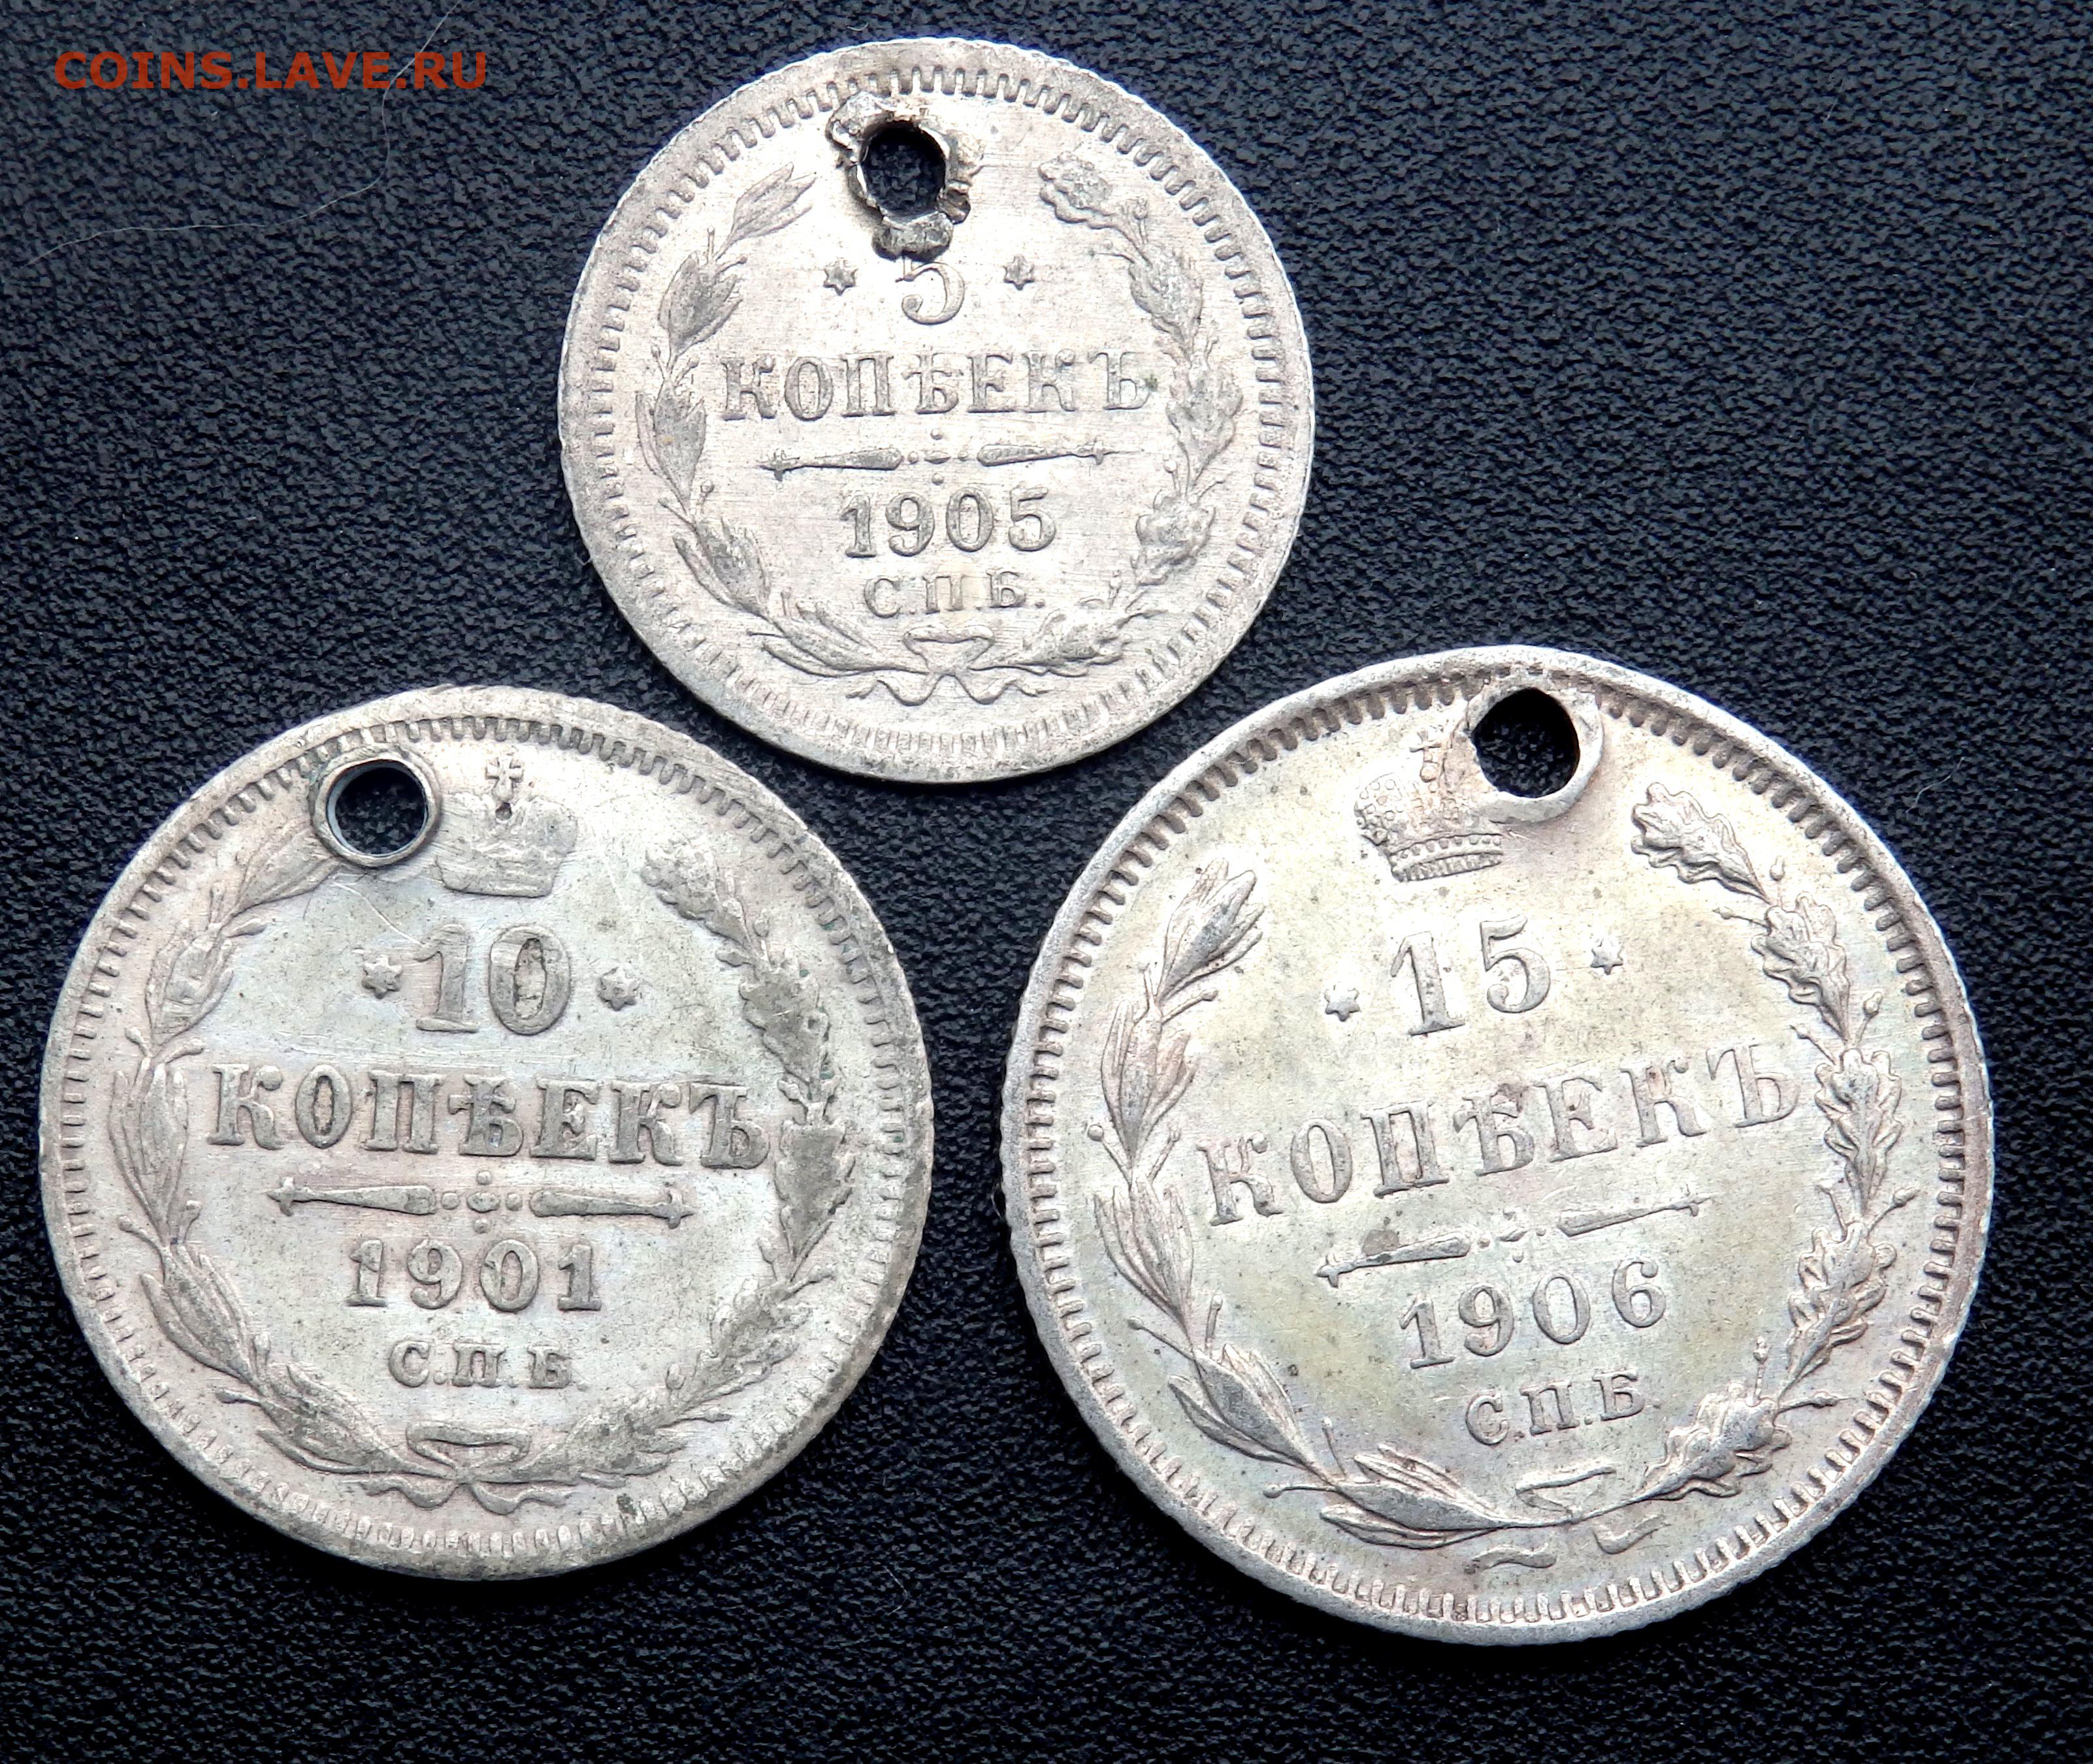 COINS.LAVE.RU
5
КОПѢЕКЪ
1905
С.П.Б.
10
КОПѢЕКЪ
1901
С.П.Б.
15
КОПѢЕКЪ
1906
С.П.Б.